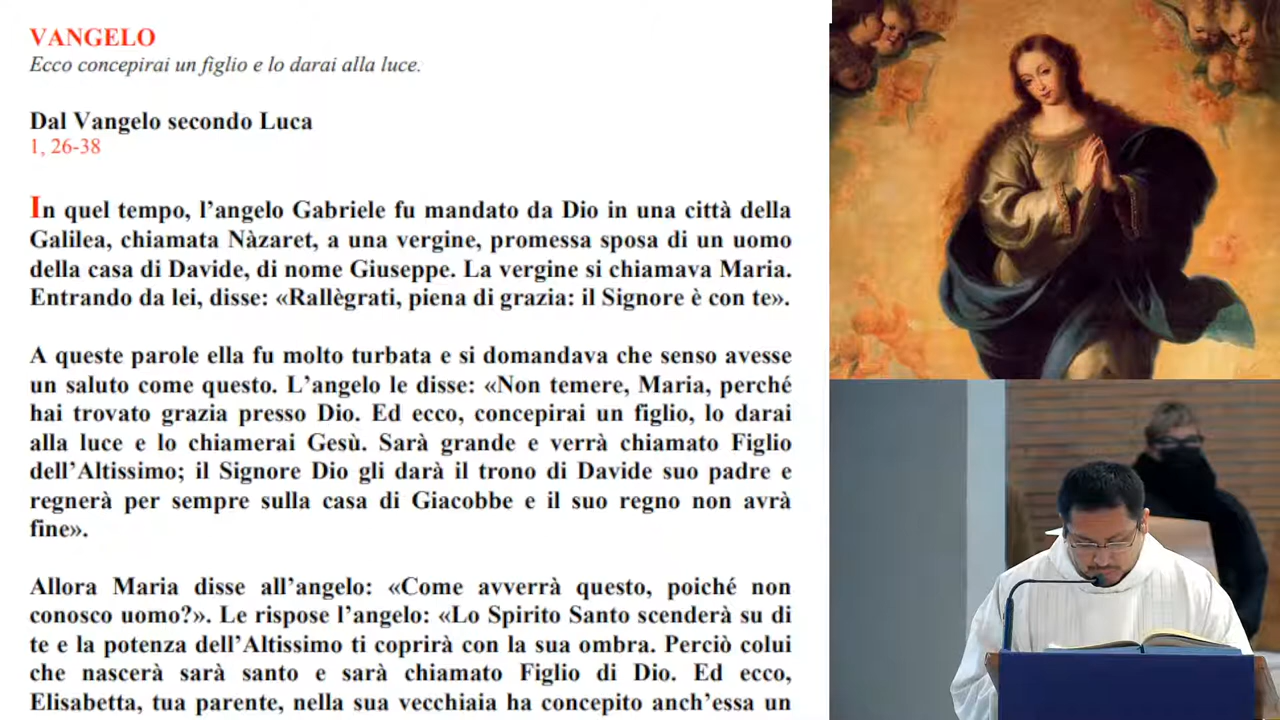 VANGELO
Ecco concepirai un figlio e lo darai alla luce.
Dal Vangelo secondo Luca
1, 26-38
In quel tempo, l’angelo Gabriele fu mandato da Dio in una città della
Galilea, chiamata Nàzaret, a una vergine, promessa sposa di un uomo
della casa di Davide, di nome Giuseppe. La vergine si chiamava Maria.
Entrando da lei, disse: «Rallègrati, piena di grazia: il Signore è con te».
A queste parole ella fu molto turbata e si domandava che senso avesse
un saluto come questo. L’angelo le disse: «Non temere, Maria, perché
hai trovato grazia presso Dio. Ed ecco, concepirai un figlio, lo darai
alla luce e lo chiamerai Gesù. Sarà grande e verrà chiamato Figlio
dell’Altissimo; il Signore Dio gli darà il trono di Davide suo padre e
regnerà per sempre sulla casa di Giacobbe e il suo regno non avrà
fine».
Allora Maria disse all’angelo: «Come avverrà questo, poiché non
conosco uomo?». Le rispose l’angelo: «Lo Spirito Santo scenderà su di
te e la potenza dell’Altissimo ti coprirà con la sua ombra. Perciò colui
che nascerà sarà santo e sarà chiamato Figlio di Dio. Ed ecco,
Elisabetta, tua parente, nella sua vecchiaia ha concepito anch’essa un